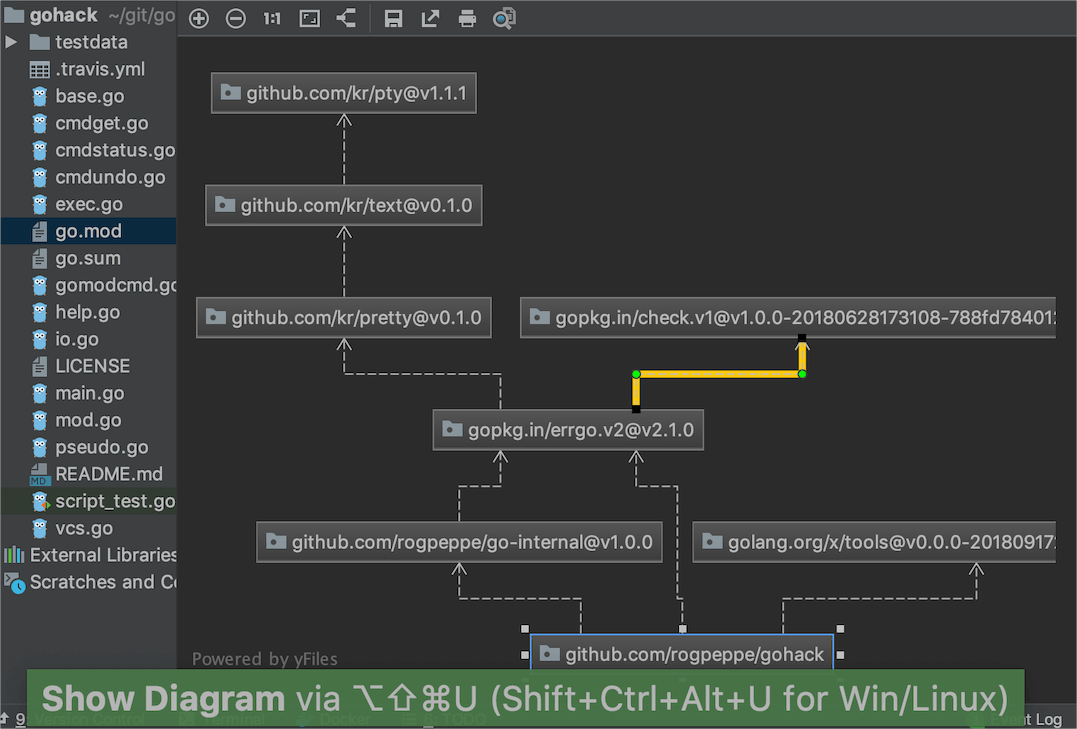 gohack ~/git/go
1:1
testdata
.travis.yml
base.go
cmdget.go
cmdstatus.go
cmdundo.go
exec.go
go.mod
go.sum
gomodcmd.go
help.go
io.go
LICENSE
main.go
mod.go
pseudo.go
MD README.md
script_test.go
vcs.go
External Libraries
Scratches and Co
github.com/kr/pty@v1.1.1
github.com/kr/text@v0.1.0
github.com/kr/pretty@v0.1.0
gopkg.in/check.v1@v1.0.0-20180628173108-788fd784012
gopkg.in/errgo.v2@v2.1.0
github.com/rogpeppe/go-internal@v1.0.0
golang.org/x/tools@v0.0.0-2018091721
github.com/rogpeppe/gohack
Powered by yFiles
Show Diagram via ⌥⇧⌘U (Shift+Ctrl+Alt+U for Win/Linux)
9: Version Control Terminal Docker 6: TODO Event Log